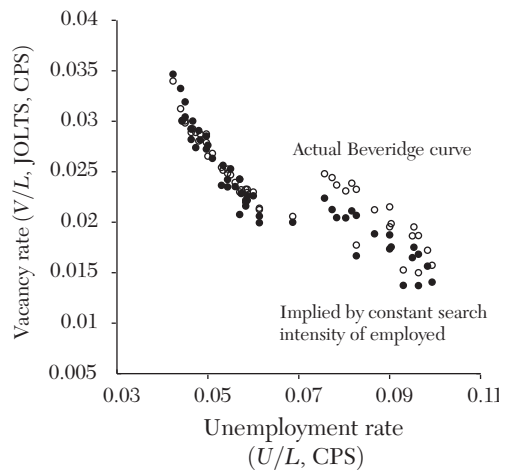 0.04
0.035
0.03
0.025
0.02
0.015
0.01
0.005
Vacancy rate (V/L, JOLTS, CPS)
Actual Beveridge curve
Implied by constant search
intensity of employed
0.03
0.05
0.07
0.09
0.11
Unemployment rate
(U/L, CPS)